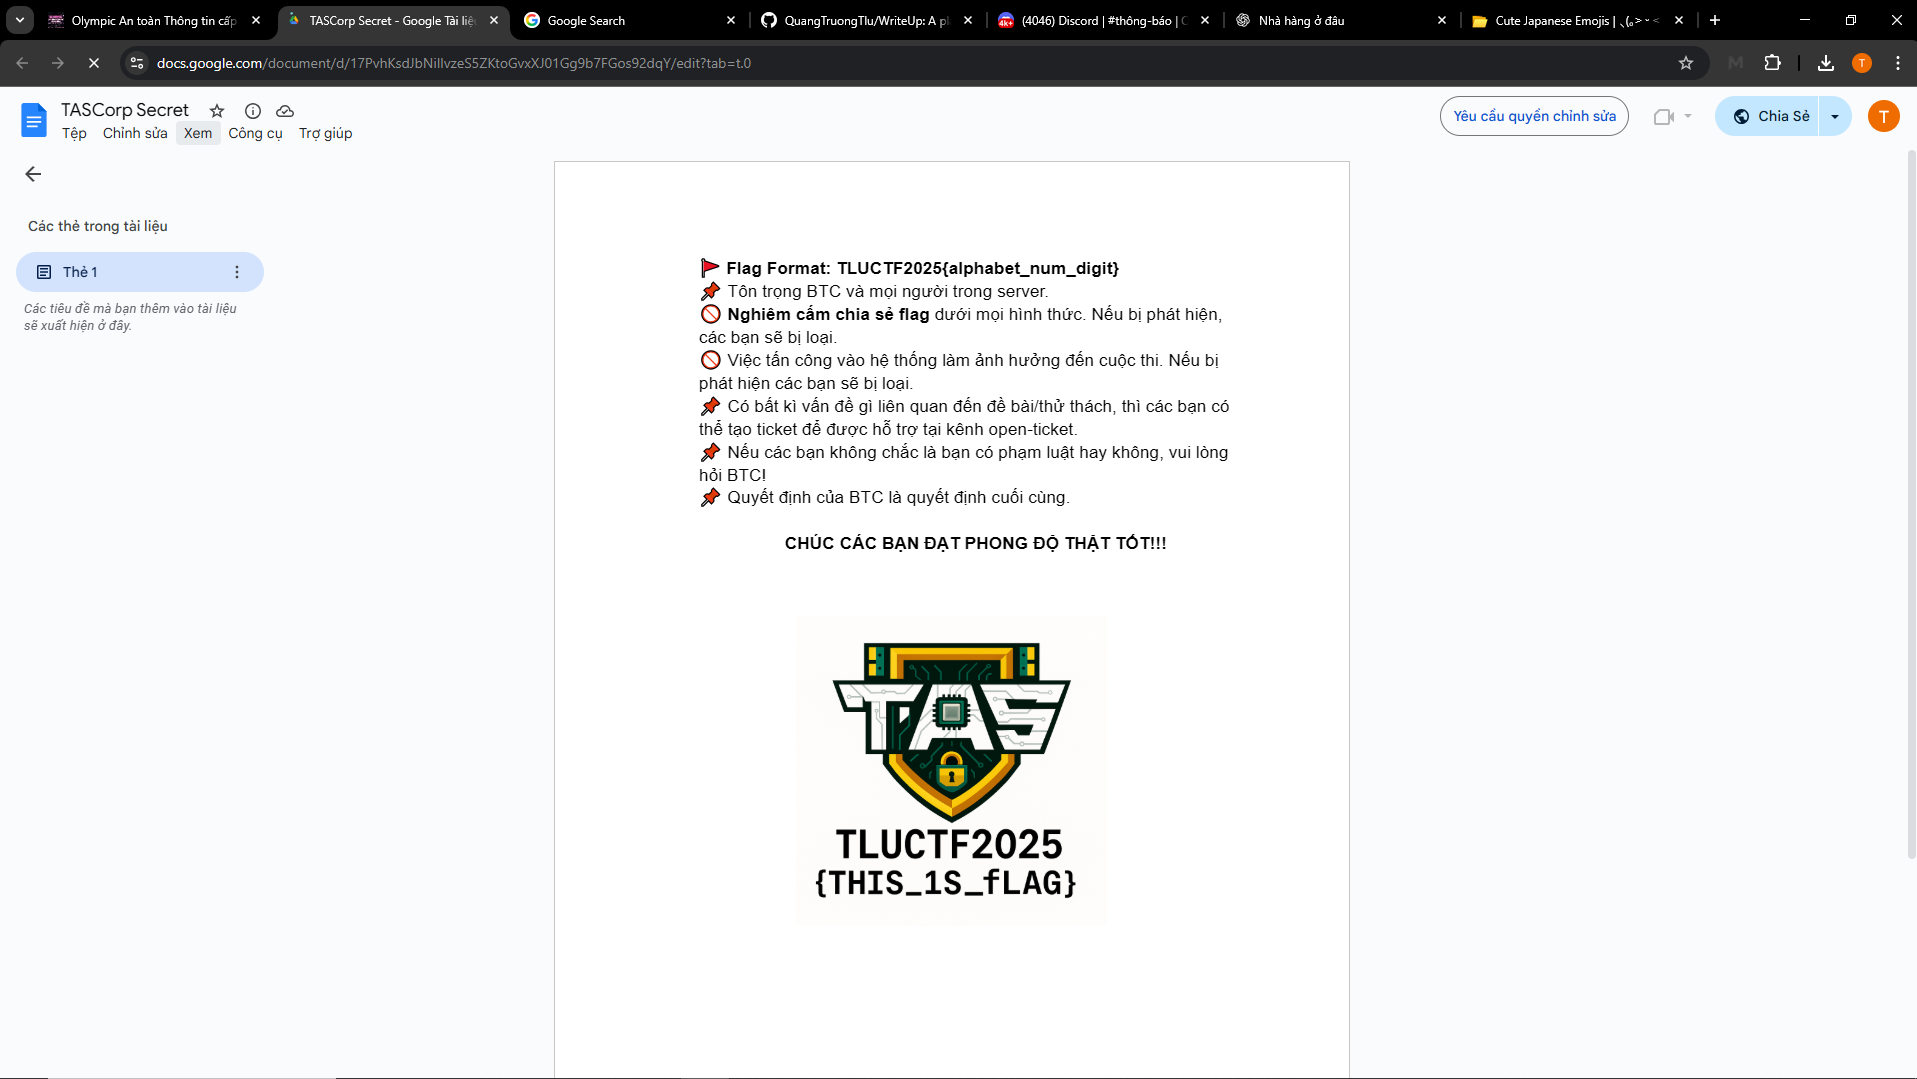 Olympic An toàn Thông tin cấp
TASCorp Secret - Google Tài liệu
Google Search
QuangTruongTlu/WriteUp: A pl
(4046) Discord | #thông-báo | C
Nhà hàng ở đâu
Cute Japanese Emojis |
docs.google.com/document/d/17PvhKsdJbNillvzeS5ZKtoGvxXJ01Gg9b7FGos92dqY/edit?tab=t.0
T
TASCorp Secret
Tệp Chỉnh sửa Xem Công cụ Trợ giúp
Yêu cầu quyền chỉnh sửa
Chia Sẻ
T
Các thẻ trong tài liệu
Thẻ 1
Các tiêu đề mà bạn thêm vào tài liệu
sẽ xuất hiện ở đây.
🚩 Flag Format: TLUCTF2025{alphabet_num_digit}
📌 Tôn trọng BTC và mọi người trong server.
🚫 Nghiêm cấm chia sẻ flag dưới mọi hình thức. Nếu bị phát hiện,
các bạn sẽ bị loại.
🚫 Việc tấn công vào hệ thống làm ảnh hưởng đến cuộc thi. Nếu bị
phát hiện các bạn sẽ bị loại.
📌 Có bất kì vấn đề gì liên quan đến đề bài/thử thách, thì các bạn có
thể tạo ticket để được hỗ trợ tại kênh open-ticket.
📌 Nếu các bạn không chắc là bạn có phạm luật hay không, vui lòng
hỏi BTC!
📌 Quyết định của BTC là quyết định cuối cùng.
CHÚC CÁC BẠN ĐẠT PHONG ĐỘ THẬT TỐT!!!
TAS
TLUCTF2025
{THIS_1S_fLAG}